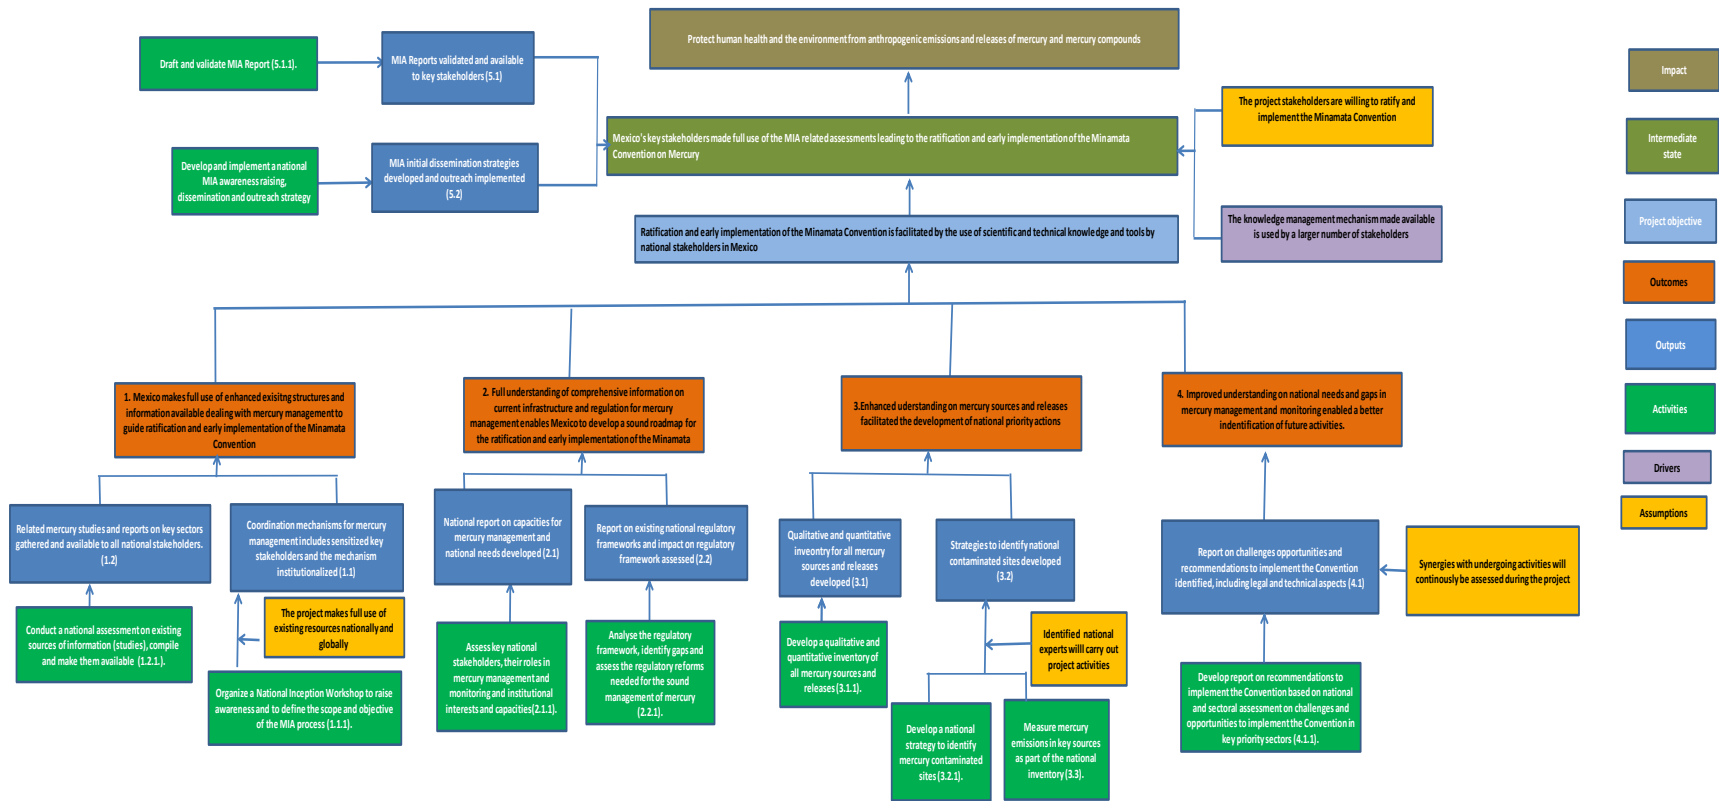 Protect human health and the environment from anthropogenic emissions and releases of mercury and mercury compounds
Draft and validate MIA Report (5.1.1).
MIA Reports validated and available
to key stakeholders (5.1)
The project stakeholders are willing to ratify and
implement the Minamata Convention
Mexico's key stakeholders made full use of the MIA related assessments leading to the ratification and early implementation of the Minamata
Convention on Mercury
Develop and implement a national
MIA awareness raising,
dissemination and outreach strategy
MIA initial dissemination strategies
developed and outreach implemented
(5.2)
Ratification and early implementation of the Minamata Convention is facilitated by the use of scientific and technical knowledge and tools by
national stakeholders in Mexico
The knowledge management mechanism made available
is used by a larger number of stakeholders
Impact
Intermediate
state
Project objective
Outcomes
Outputs
Activities
Drivers
Assumptions
1. Mexico makes full use of enhanced exisitng structures and
information available dealing with mercury management to
guide ratification and early implementation of the Minamata
Convention
2. Full understanding of comprehensive information on
current infrastructure and regulation for mercury
management enables Mexico to develop a sound roadmap for
the ratification and early implementation of the Minamata
3.Enhanced uderstanding on mercury sources and releases
facilitated the development of national priority actions
4. Improved understanding on national needs and gaps in
mercury management and monitoring enabled a better
indentification of future activities.
Related mercury studies and reports on key sectors
gathered and available to all national stakeholders.
(1.2)
Coordination mechanisms for mercury
management includes sensitized key
stakeholders and the mechanism
institutionalized (1.1)
National report on capacities for
mercury management and
national needs developed (2.1)
Report on existing national regulatory
frameworks and impact on regulatory
framework assessed (2.2)
Qualitative and quantitative
inveontry for all mercury
sources and releases
developed (3.1)
Strategies to identify national
contaminated sites developed
(3.2)
Report on challenges opportunities and
recommendations to implement the Convention
identified, including legal and technical aspects (4.1)
Synergies with undergoing activities will
continously be assessed during the project
Conduct a national assessment on existing
sources of information (studies), compile
and make them available (1.2.1.).
The project makes full use of
existing resources nationally and
globally
Organize a National Inception Workshop to raise
awareness and to define the scope and objective
of the MIA process (1.1.1).
Assess key national
stakeholders, their roles in
mercury management and
monitoring and institutional
interests and capacities(2.1.1).
Analyse the regulatory
framework, identify gaps and
assess the regulatory reforms
needed for the sound
management of mercury
(2.2.1).
Develop a qualitative and
quantitative inventory of
all mercury sources and
releases (3.1.1).
Identified national
experts willl carry out
project activities
Develop a national
strategy to identify
mercury contaminated
sites (3.2.1).
Measure mercury
emissions in key sources
as part of the national
inventory (3.3).
Develop report on recommendations to
implement the Convention based on national
and sectoral assessment on challenges and
opportunities to implement the Convention in
key priority sectors (4.1.1).